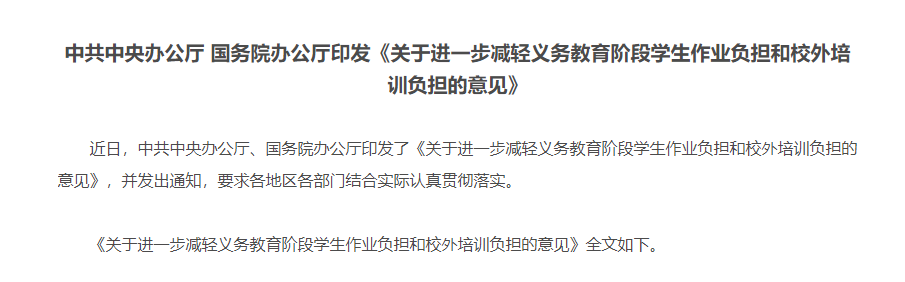 中共中央办公厅 国务院办公厅印发《关于进一步减轻义务教育阶段学生作业负担和校外培
训负担的意见》
近日，中共中央办公厅、国务院办公厅印发了《关于进一步减轻义务教育阶段学生作业负担和校外培训负担的
意见》，并发出通知，要求各地区各部门结合实际认真贯彻落实。
《关于进一步减轻义务教育阶段学生作业负担和校外培训负担的意见》全文如下。